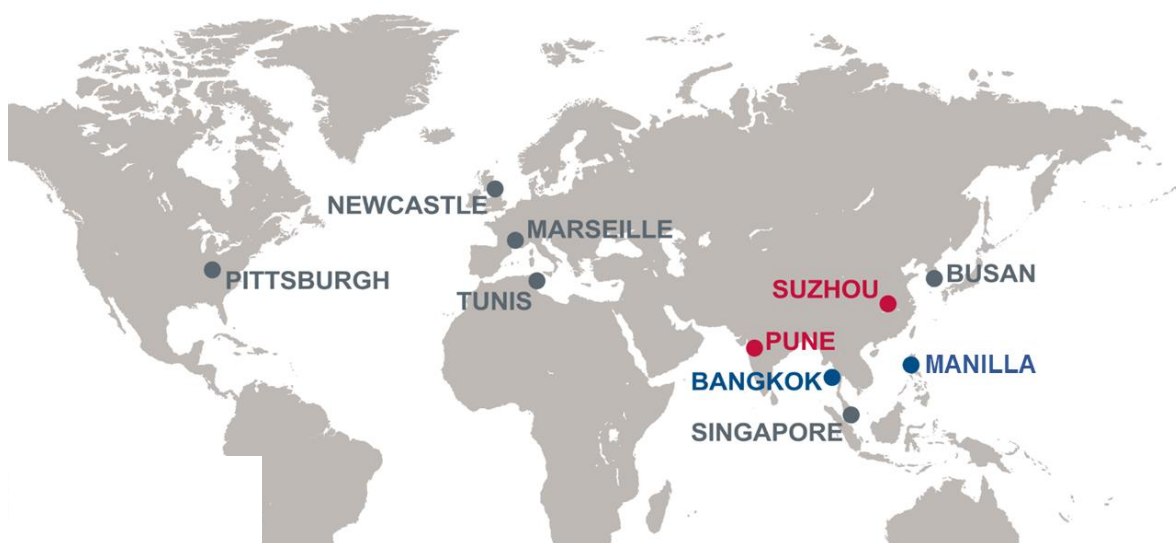 NEWCASTLE
MARSEILLE
PITTSBURGH
TUNIS
SUZHOU
BUSAN
PUNE
BANGKOK
MANILLA
SINGAPORE